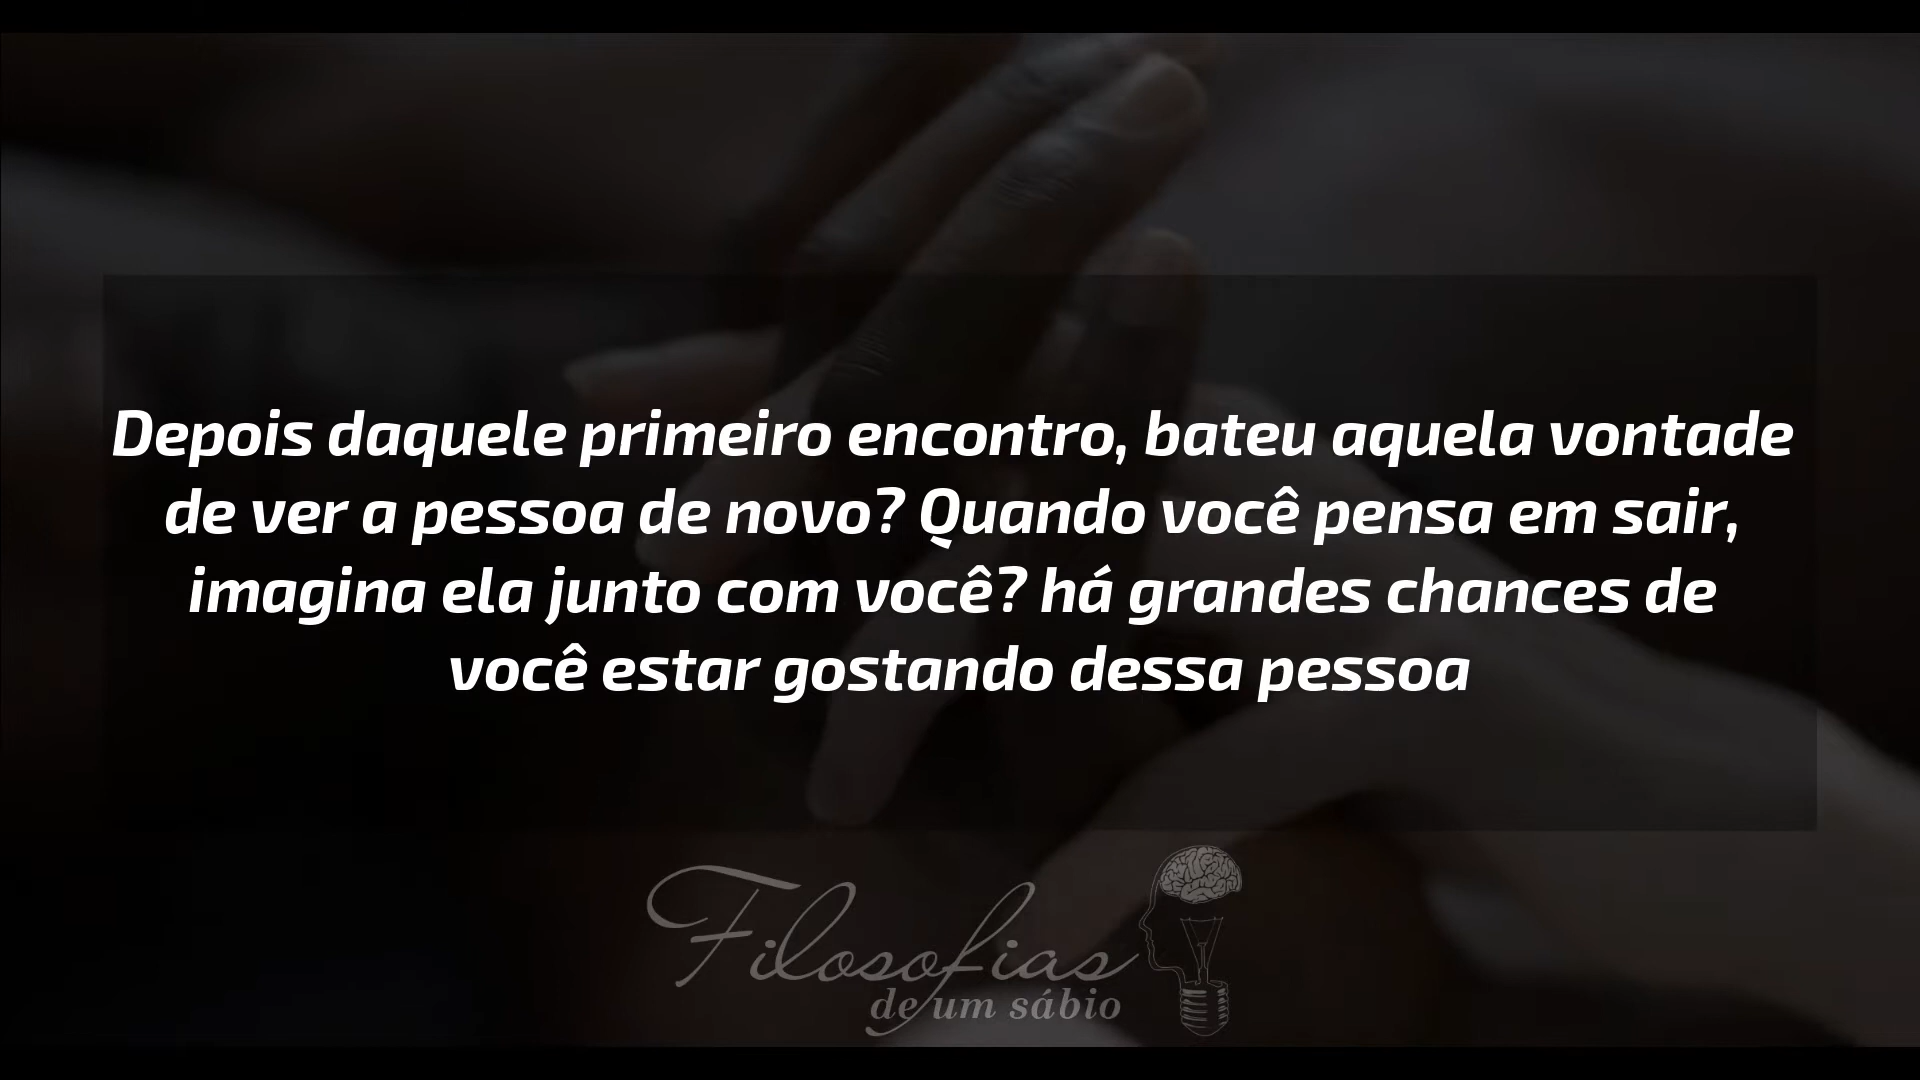 Depois daquele primeiro encontro, bateu aquela vontade
de ver a pessoa de novo? Quando você pensa em sair,
imagina ela junto com você? há grandes chances de
você estar gostando dessa pessoa
Filosofias
de um sábio